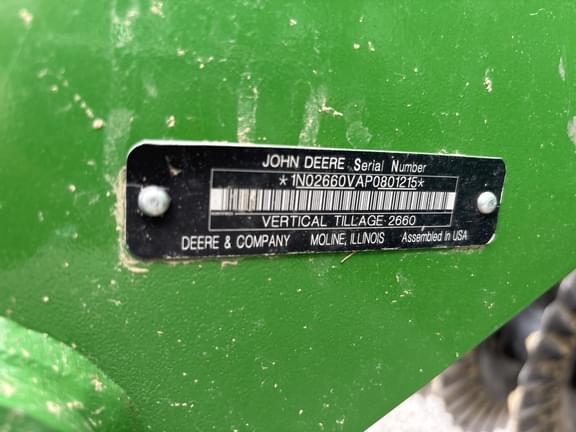 JOHN DEERE Serial Number
*1N02660VAP0801215*
VERTICAL TILLAGE 2660
DEERE & COMPANY MOLINE, ILLINOIS Assembled in USA